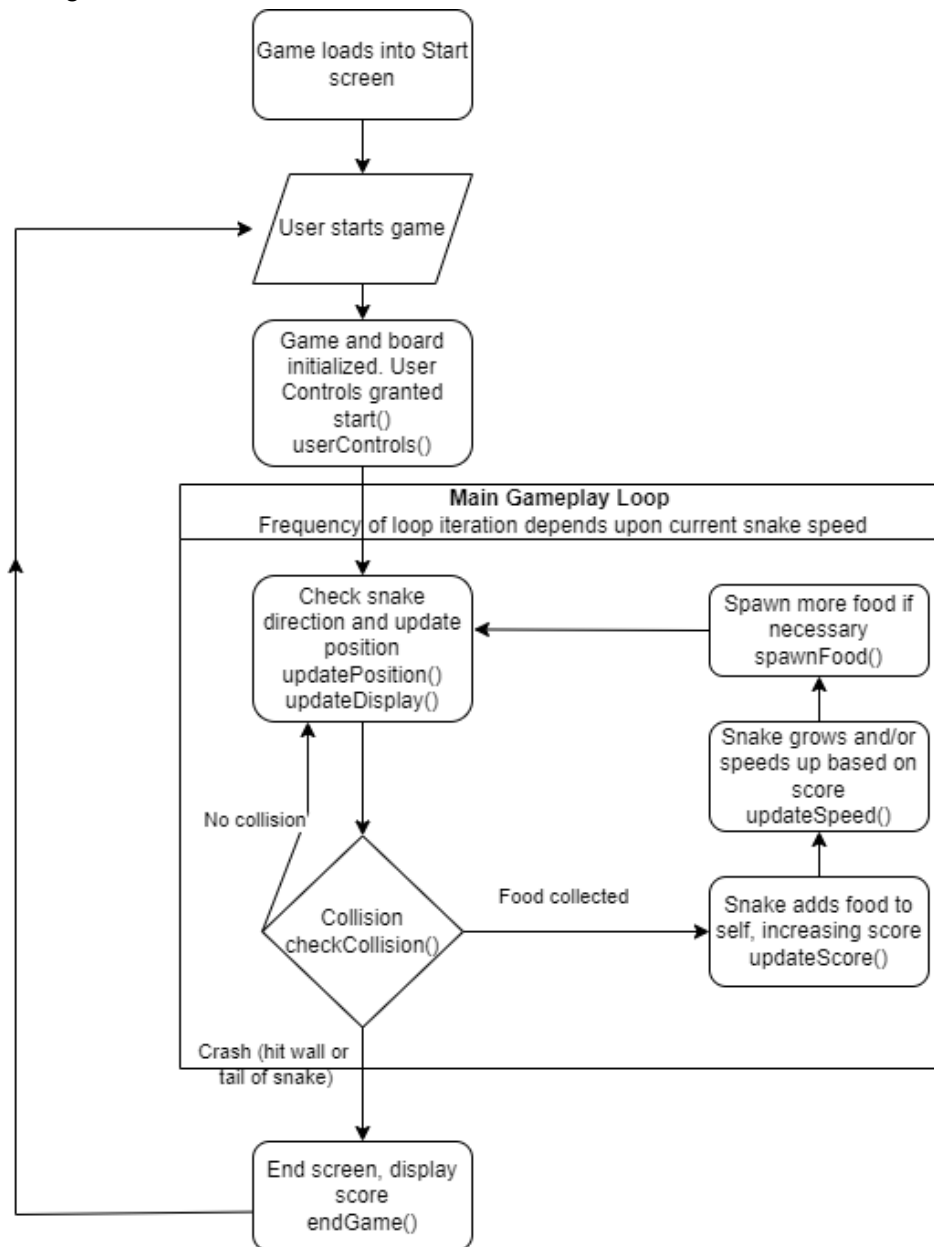 Game loads into Start
screen
User starts game
Game and board
initialized. User
Controls granted
start()
userControls()
Main Gameplay Loop
Frequency of loop iteration depends upon current snake speed
Check snake
direction and update
position
updatePosition()
updateDisplay()
Spawn more food if
necessary
spawnFood()
Snake grows and/or
speeds up based on
score
updateSpeed()
No collision
Food collected
Collision
checkCollision()
Snake adds food to
self, increasing score
updateScore()
Crash (hit wall or
tail of snake)
End screen, display
score
endGame()